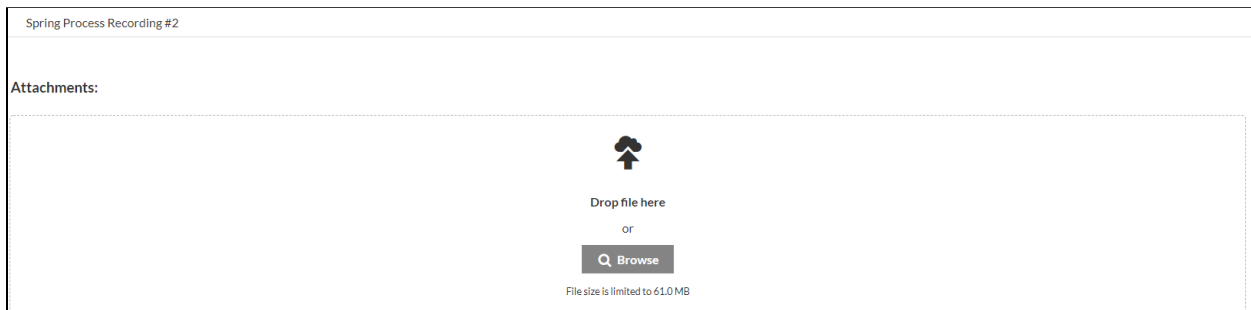 Spring Process Recording #2
Attachments:
Drop file here
or
Browse
File size is limited to 61.0 MB